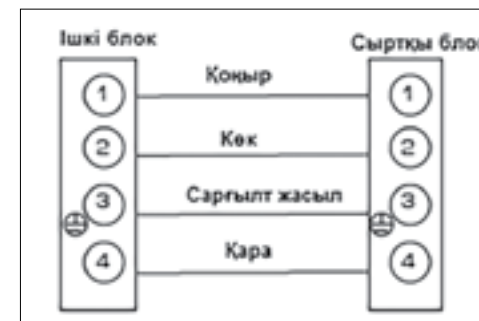 Ішкі блок Сыртқы блок
1 Қоңыр 1
2 Көк 2
3 Сарғылт жасыл 3
4 Қара 4